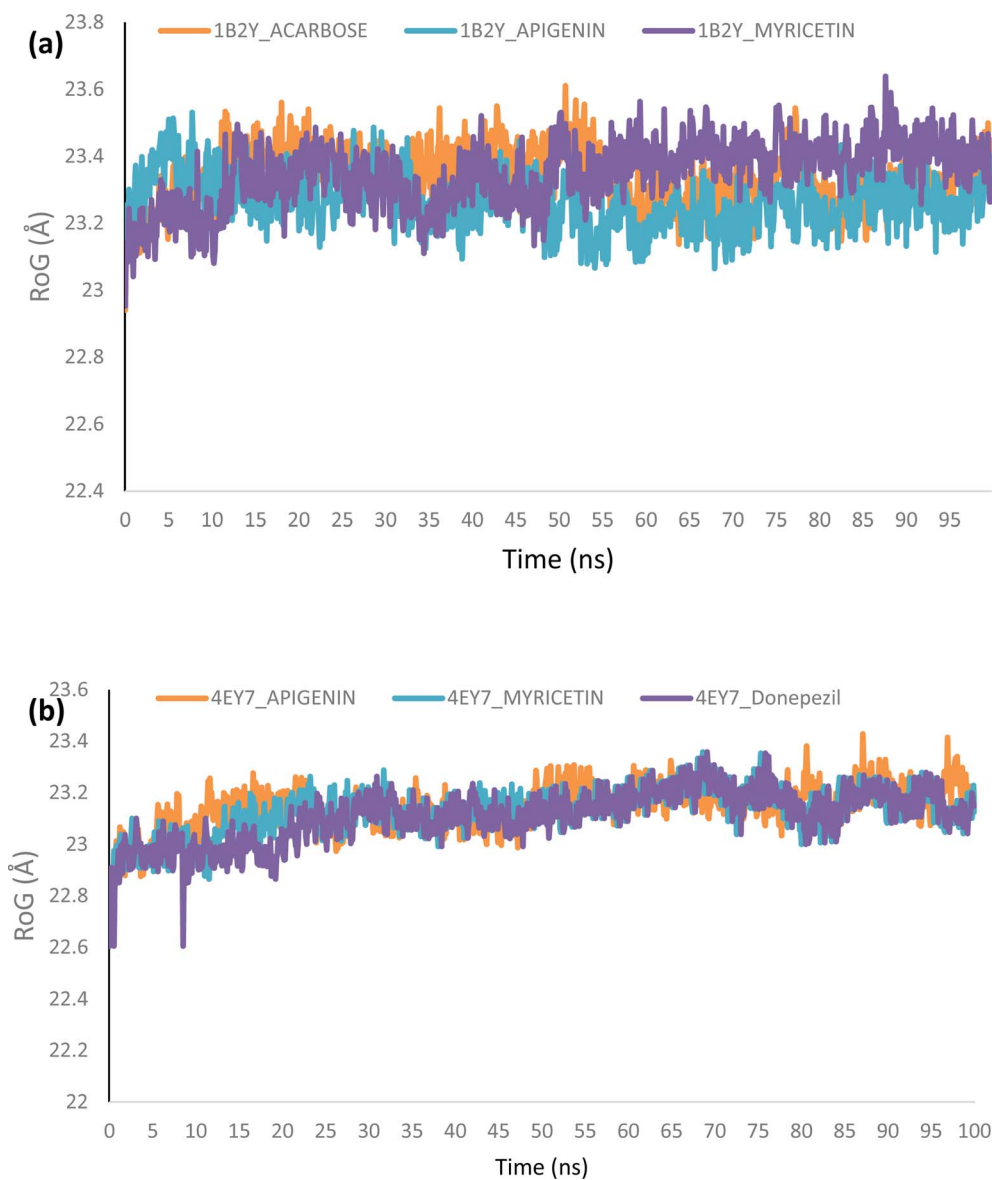 (a) 1B2Y_ACARBOSE 1B2Y_APIGENIN 1B2Y_MYRICETIN
23.8
23.6
23.4
23.2
23
22.8
22.6
22.4
RoG (Å)
0 5 10 15 20 25 30 35 40 45 50 55 60 65 70 75 80 85 90 95
Time (ns)
(b) 4EY7_APIGENIN 4EY7_MYRICETIN 4EY7_Donepezil
23.6
23.4
23.2
23
22.8
22.6
22.4
22.2
22
RoG (Å)
0 5 10 15 20 25 30 35 40 45 50 55 60 65 70 75 80 85 90 95 100
Time (ns)